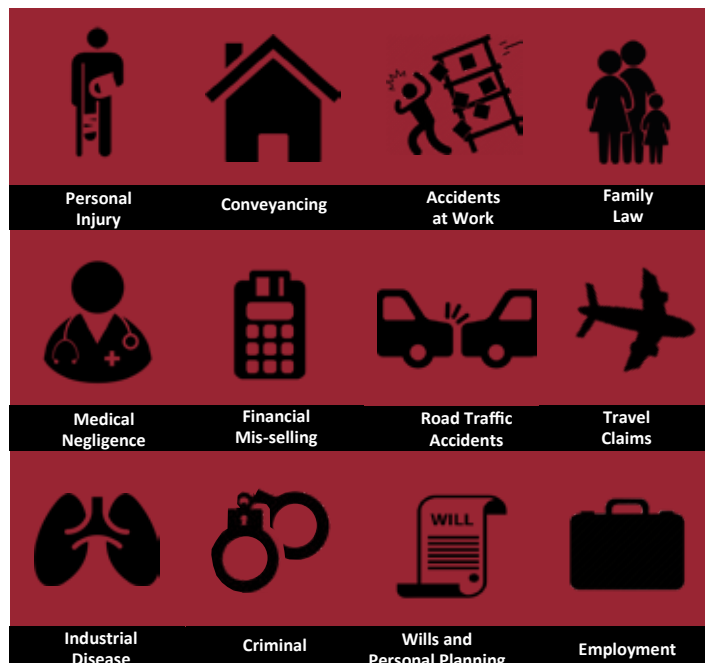 Personal
Injury
Conveyancing
Accidents
at Work
Family
Law
Medical
Negligence
Financial
Mis-selling
Road Traffic
Accidents
Travel
Claims
WILL
Industrial
Disease
Criminal
Wills and
Personal Planning
Employment